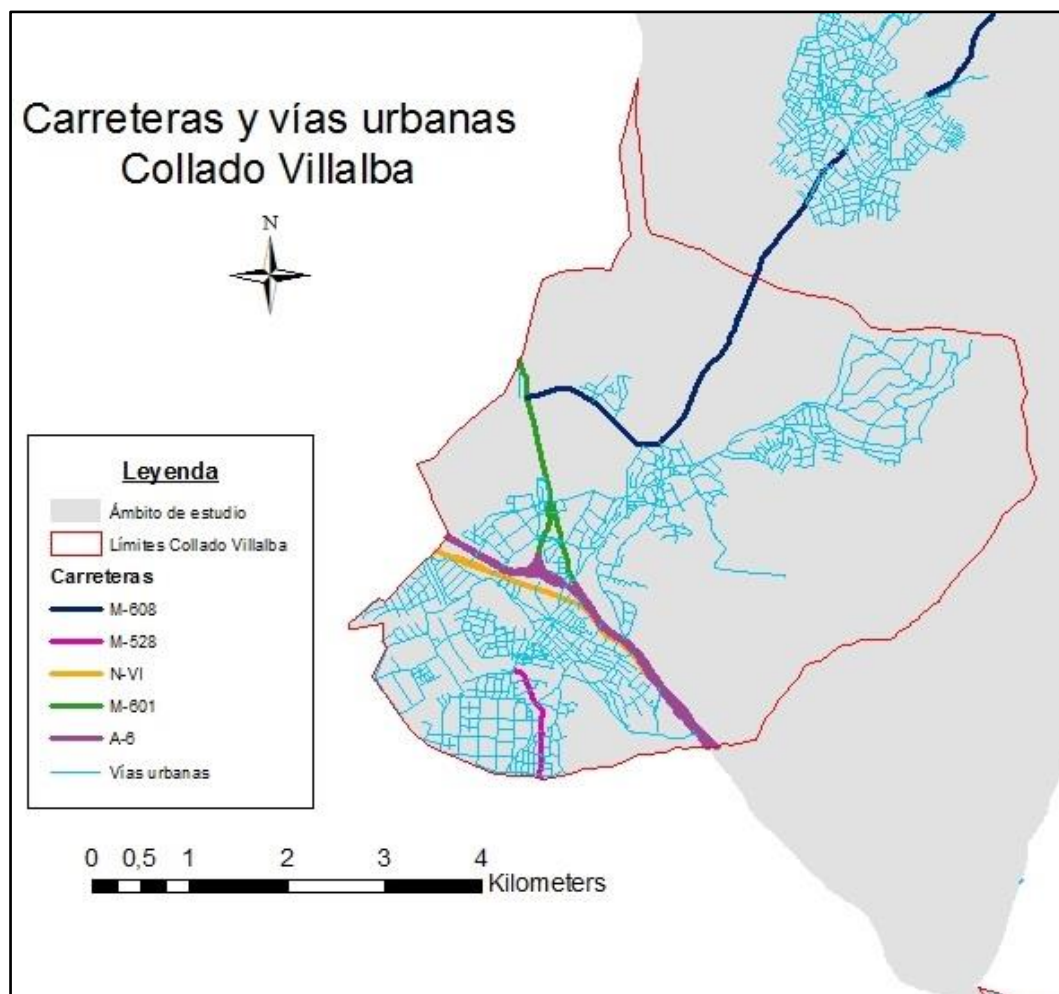 Carreteras y vías urbanas
Collado Villalba
N
Leyenda
Ámbito de estudio
Límites Collado Villalba
Carreteras
M-608
M-528
N-VI
M-601
A-6
Vías urbanas
0 0,5 1 2 3 4
Kilometers